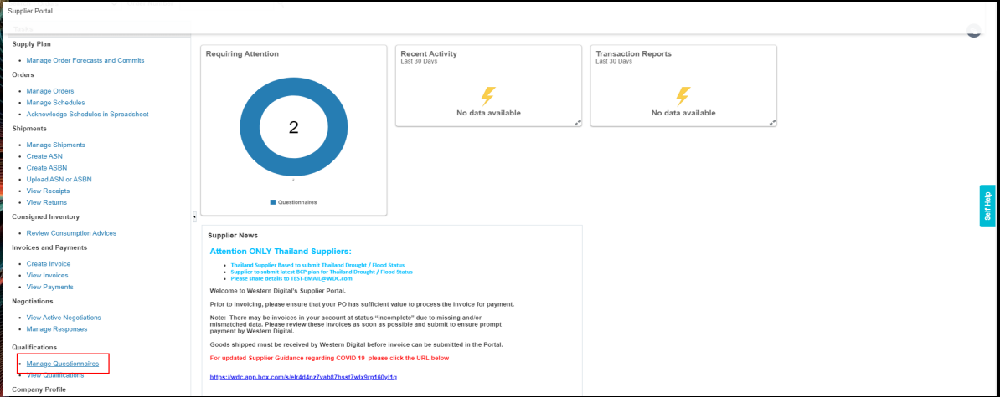 Supplier Portal
Tasks
Supply Plan
Manage Order Forecasts and Commits
Orders
Manage Orders
Manage Schedules
Acknowledge Schedules in Spreadsheet
Shipments
Manage Shipments
Create ASN
Create ASBN
Upload ASN or ASBN
View Receipts
View Returns
Consigned Inventory
Review Consumption Advices
Invoices and Payments
Create Invoice
View Invoices
View Payments
Negotiations
View Active Negotiations
Manage Responses
Qualifications
Manage Questionnaires
View Qualifications
Company Profile
Requiring Attention
2
Questionnaires
Recent Activity
Last 30 Days
No data available
Transaction Reports
Last 30 Days
No data available
Supplier News
Attention ONLY Thailand Suppliers:
Thailand Supplier Based to submit Thailand Drought / Flood Status
Supplier to submit latest BCP plan for Thailand Drought / Flood Status
Please share details to TEST-EMAIL@WDC.com
Welcome to Western Digital's Supplier Portal.
Prior to invoicing, please ensure that your PO has sufficient value to process the invoice for payment.
Note: There may be invoices in your account at status “incomplete” due to missing and/or
mismatched data. Please review these invoices as soon as possible and submit to ensure prompt
payment by Western Digital.
Goods shipped must be received by Western Digital before invoice can be submitted in the Portal.
For updated Supplier Guidance regarding COVID 19 please click the URL below
https://wdc.app.box.com/s/elr4d4nz7vab87hsst7wlx9rp160yl1q
Self Help